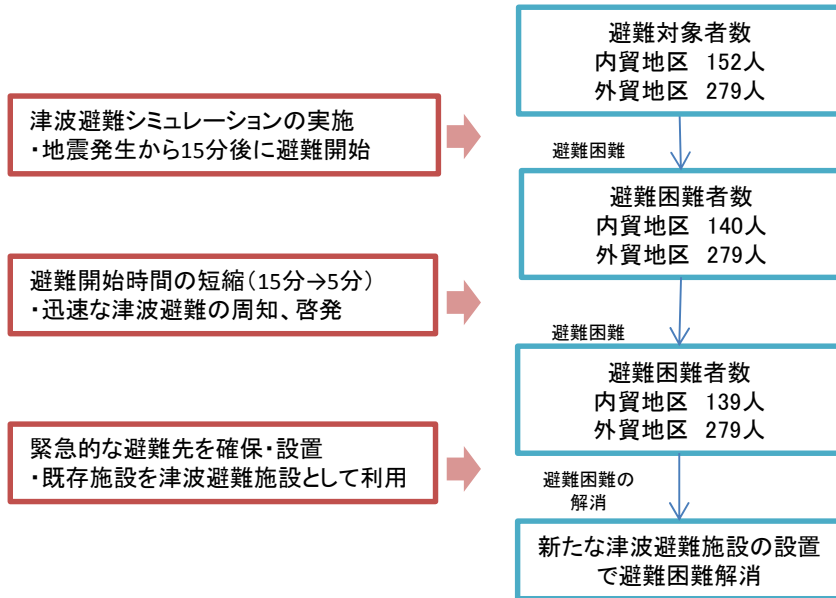 避難対象者数
内貿地区 152人
外貿地区 279人
津波避難シミュレーションの実施
・地震発生から15分後に避難開始
避難困難
避難困難者数
内貿地区 140人
外貿地区 279人
避難開始時間の短縮(15分→5分)
・迅速な津波避難の周知、啓発
避難困難
避難困難者数
内貿地区 139人
外貿地区 279人
緊急的な避難先を確保・設置
・既存施設を津波避難施設として利用
避難困難の
解消
新たな津波避難施設の設置
で避難困難解消